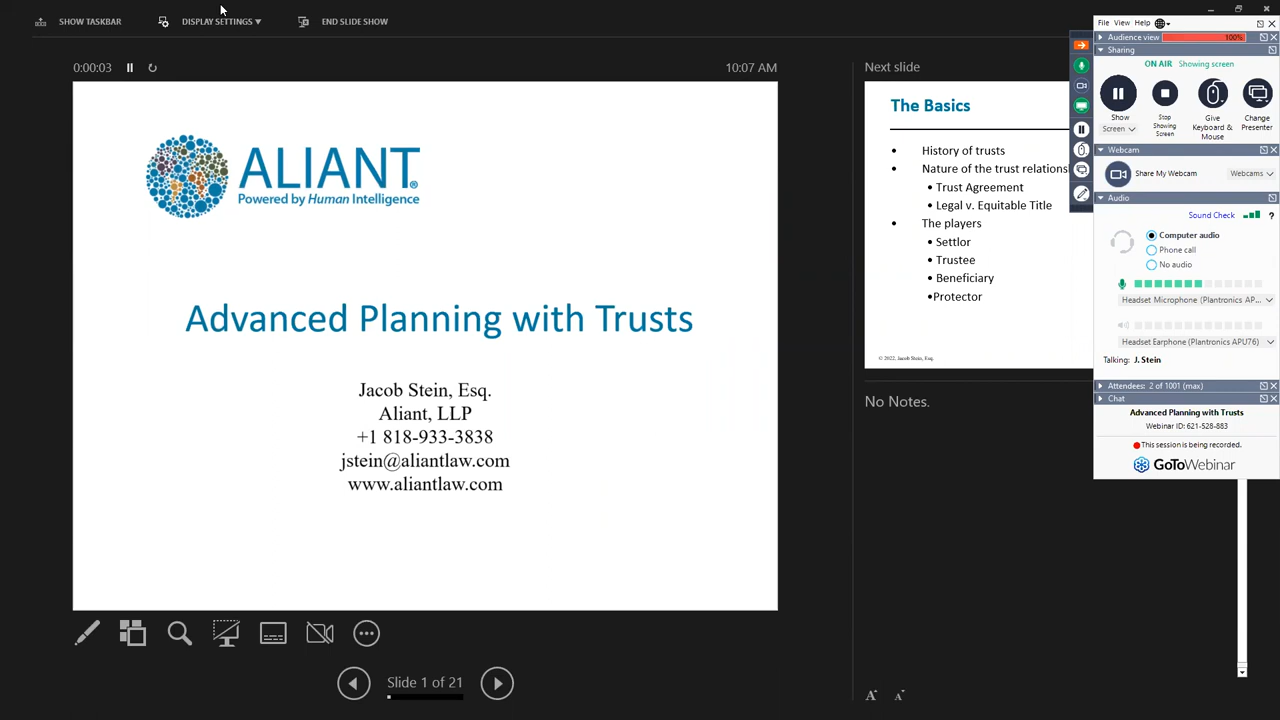 SHOW TASKBAR
DISPLAY SETTINGS ▼
END SLIDE SHOW
0:00:03
10:07 AM
ALIANT®
Powered by Human Intelligence
Advanced Planning with Trusts
Jacob Stein, Esq.
Aliant, LLP
+1 818-933-3838
jstein@aliantlaw.com
www.aliantlaw.com
Slide 1 of 21
Next slide
The Basics
• History of trusts
• Nature of the trust relations
• Trust Agreement
• Legal v. Equitable Title
• The players
• Settlor
• Trustee
• Beneficiary
•Protector
© 2022, Jacob Stein, Esq.
No Notes.
A A
File View Help
Audience view 100%
Sharing
ON AIR Showing screen
Show
Screen
Stop
Showing
Screen
Give
Keyboard &
Mouse
Change
Presenter
Webcam
Share My Webcam
Webcams
Audio
Sound Check ?
Computer audio
Phone call
No audio
Headset Microphone (Plantronics AP...
Headset Earphone (Plantronics APU76)
Talking: J. Stein
Attendees: 2 of 1001 (max)
Chat
Advanced Planning with Trusts
Webinar ID: 621-528-883
This session is being recorded.
GoToWebinar